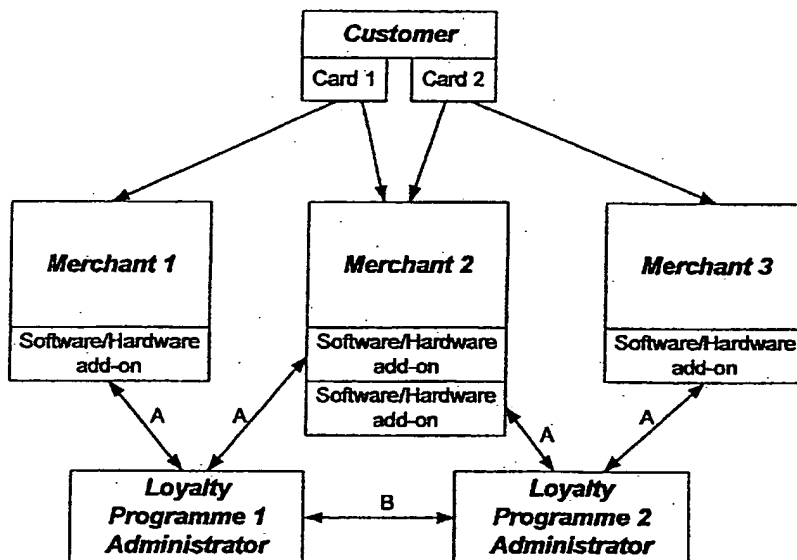 Customer
Card 1
Card 2
Merchant 1
Merchant 2
Merchant 3
Software/Hardware
add-on
Software/Hardware
add-on
Software/Hardware
add-on
Software/Hardware
add-on
A
A
A
A
Loyalty
Programme 1
Administrator
B
Loyalty
Programme 2
Administrator